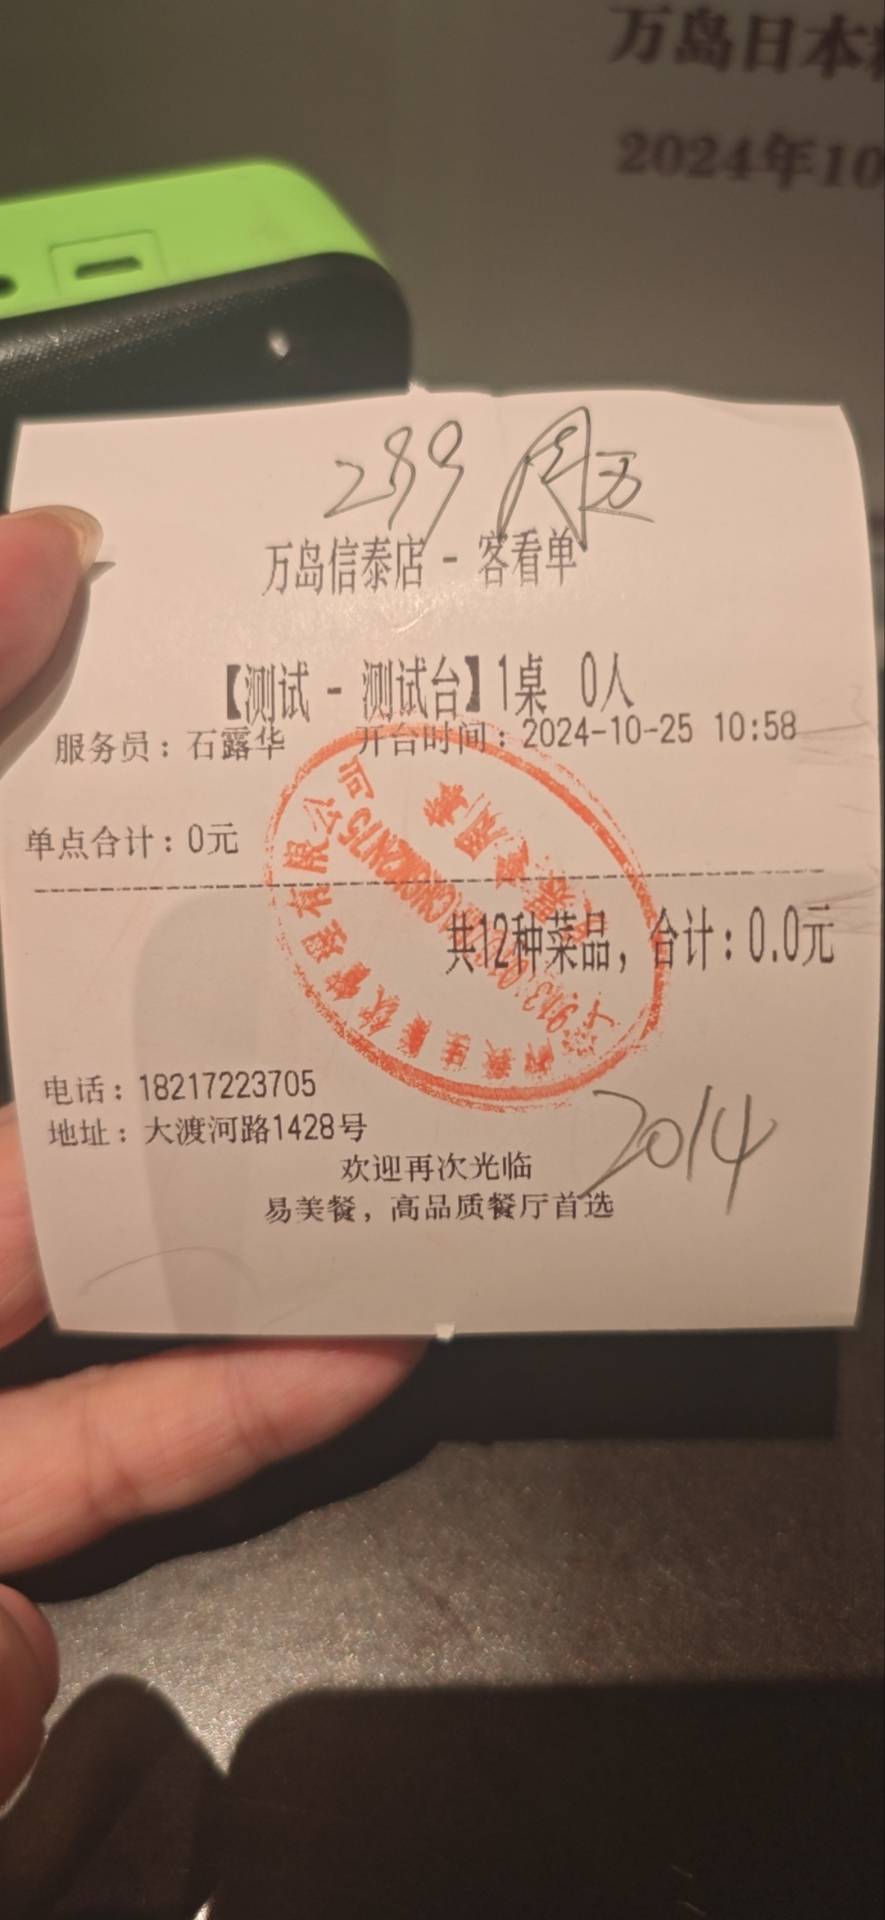 万岛日本
2024年10
299 周五
万岛信泰店 - 客看单
【测试 - 测试台】1桌 0人
服务员：石露华 开台时间：2024-10-25 10:58
单点合计：0元
共12种菜品，合计：0.0元
电话：18217223705
地址：大渡河路1428号
2014
欢迎再次光临
易美餐，高品质餐厅首选